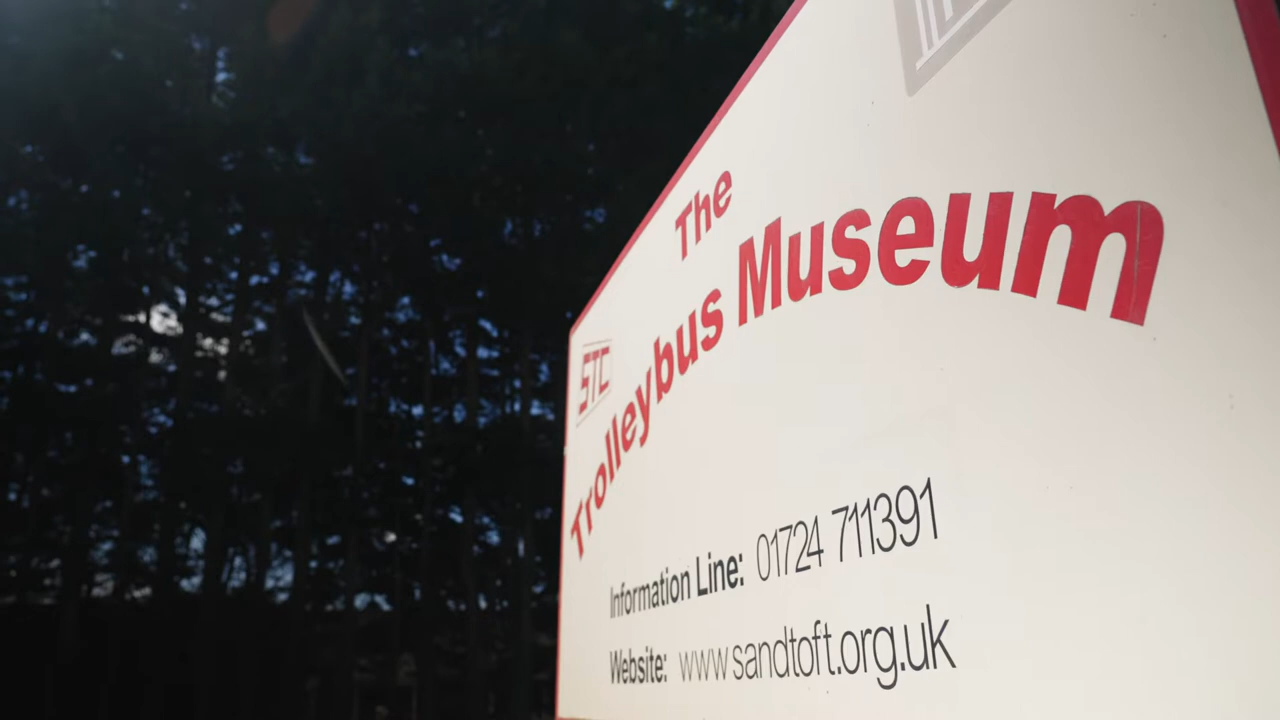 The
Trolleybus Museum
STC
Information Line: 01724 711391
Website: www.sandtoft.org.uk